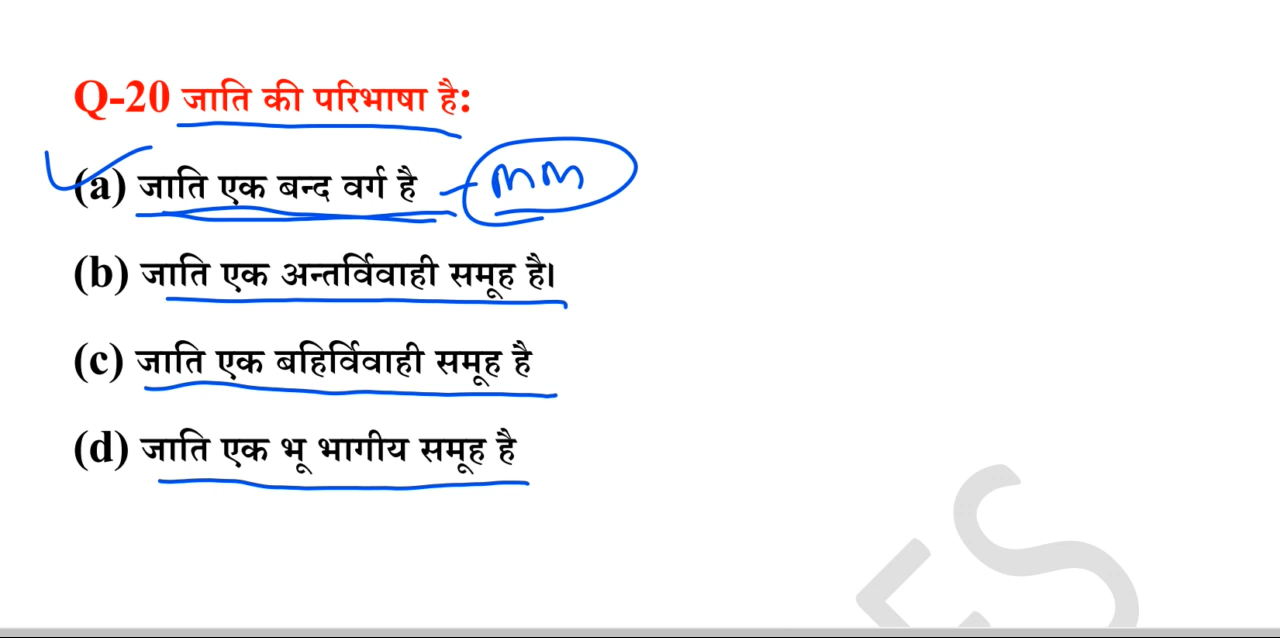 Q-20 जाति की परिभाषा है:
(a) जाति एक बन्द वर्ग है - mm
(b) जाति एक अन्तर्विवाही समूह है।
(c) जाति एक बहिर्विवाही समूह है
(d) जाति एक भू भागीय समूह है